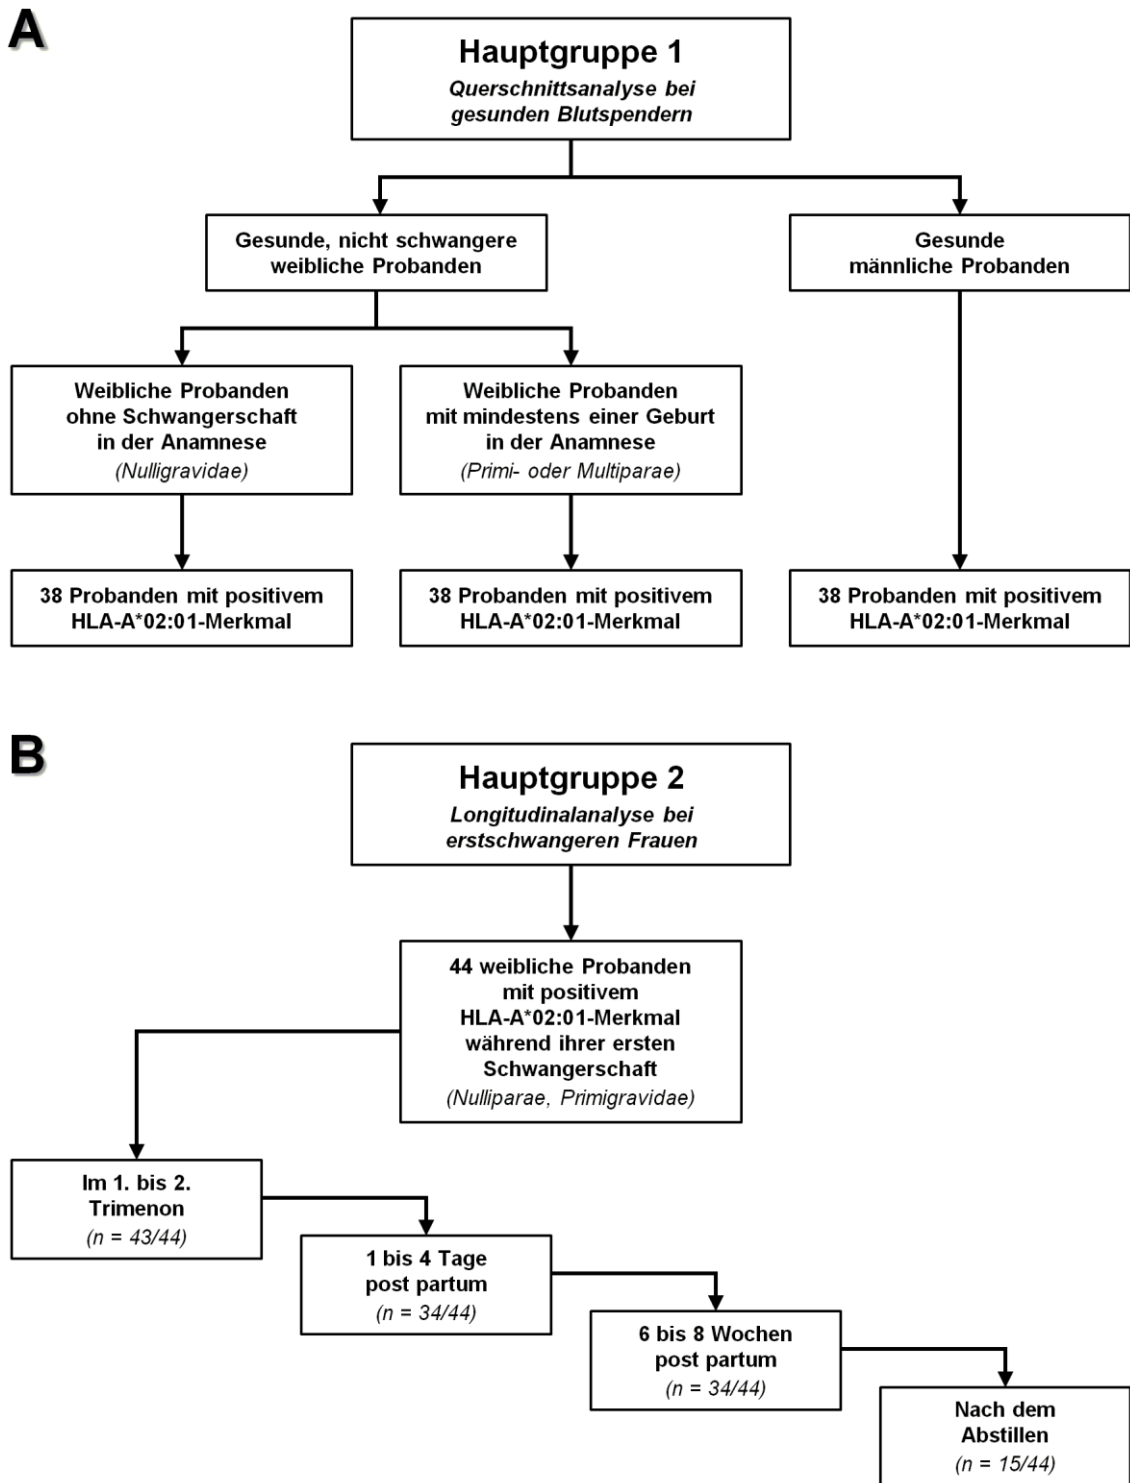 A
Hauptgruppe 1
Querschnittsanalyse bei
gesunden Blutspendern
Gesunde, nicht schwangere
weibliche Probanden
Gesunde
männliche Probanden
Weibliche Probanden
ohne Schwangerschaft
in der Anamnese
(Nulligravidae)
Weibliche Probanden
mit mindestens einer Geburt
in der Anamnese
(Primi- oder Multiparae)
38 Probanden mit positivem
HLA-A*02:01-Merkmal
38 Probanden mit positivem
HLA-A*02:01-Merkmal
38 Probanden mit positivem
HLA-A*02:01-Merkmal
B
Hauptgruppe 2
Longitudinalanalyse bei
erstschwangeren Frauen
44 weibliche Probanden
mit positivem
HLA-A*02:01-Merkmal
während ihrer ersten
Schwangerschaft
(Nulliparae, Primigravidae)
Im 1. bis 2.
Trimenon
(n = 43/44)
1 bis 4 Tage
post partum
(n = 34/44)
6 bis 8 Wochen
post partum
(n = 34/44)
Nach dem
Abstillen
(n = 15/44)